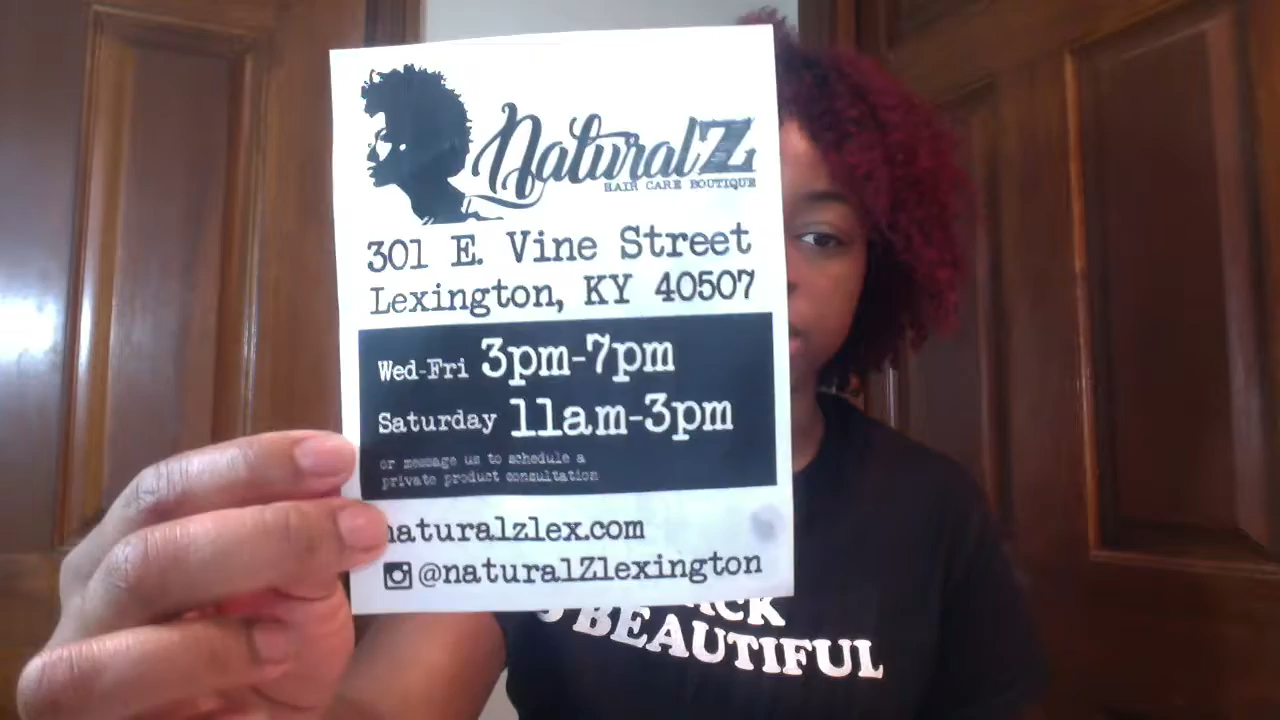 NaturalZ
HAIR CARE BOUTIQUE
301 E. Vine Street
Lexington, KY 40507
Wed-Fri 3pm-7pm
Saturday 11am-3pm
or message us to schedule a
private product consultation
naturalzlex.com
@naturalZlexington
BEAUTIFUL